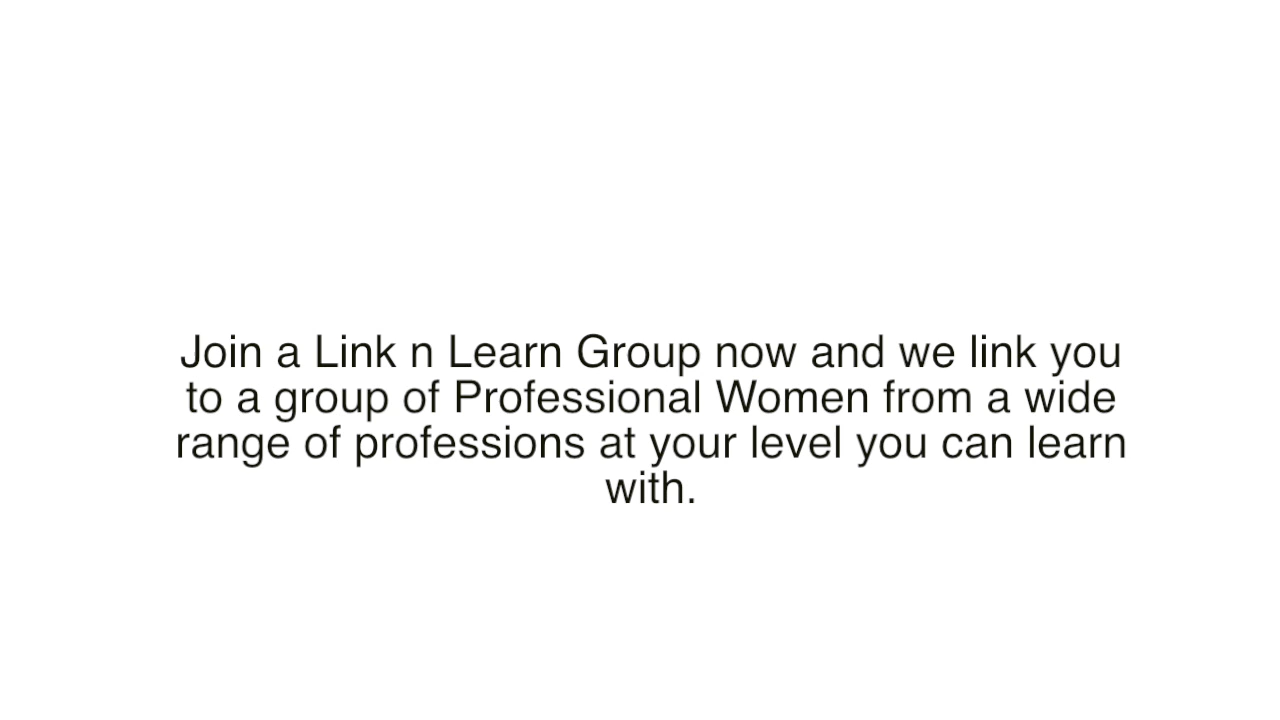 Join a Link n Learn Group now and we link you
to a group of Professional Women from a wide
range of professions at your level you can learn
with.